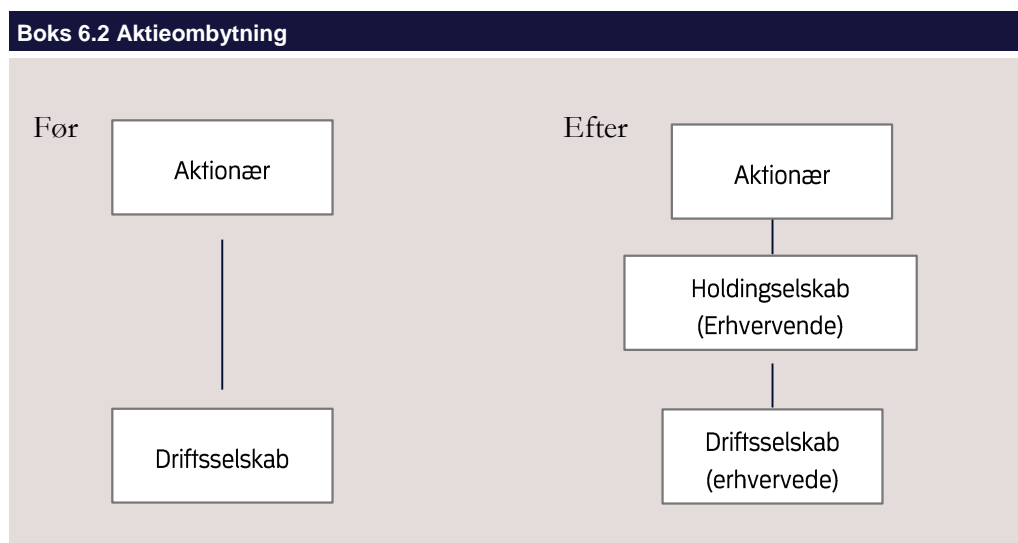 Boks 6.2 Aktieombytning
Før
Aktionær
Driftsselskab
Efter
Aktionær
Holdingselskab
(Erhvervende)
Driftsselskab
(erhvervede)